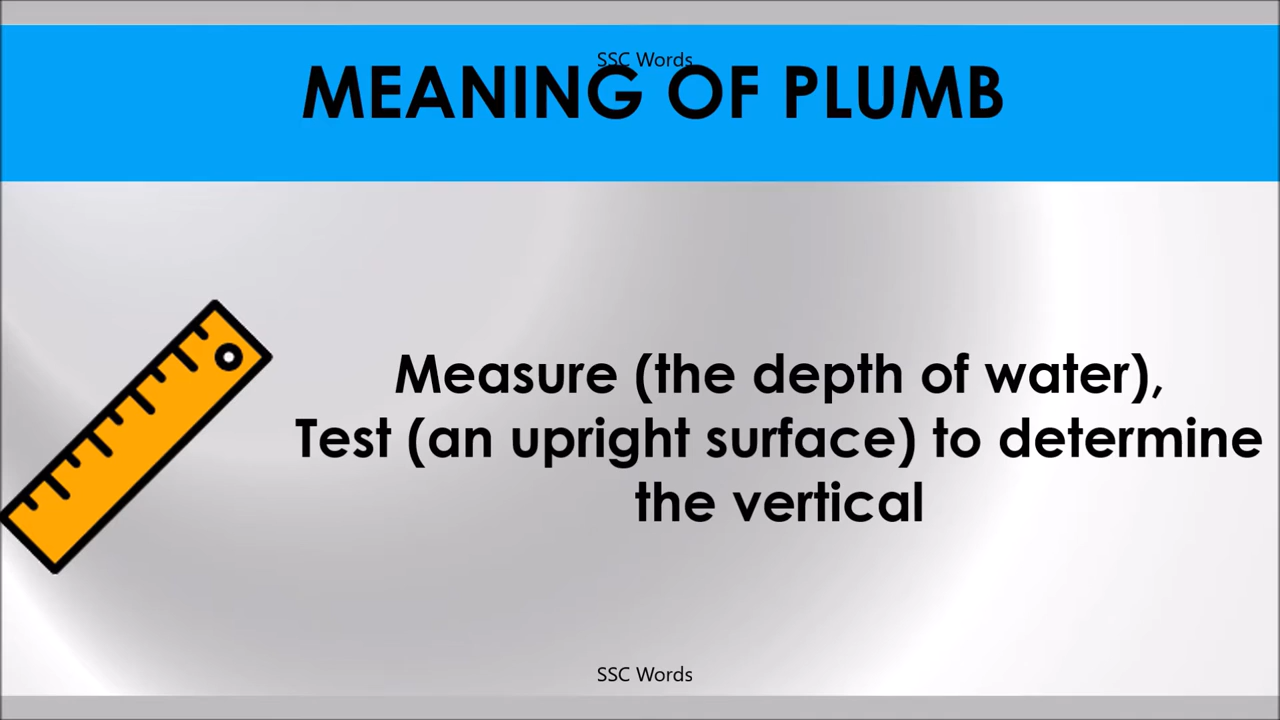 SSC Words
MEANING OF PLUMB
Measure (the depth of water),
Test (an upright surface) to determine
the vertical
SSC Words